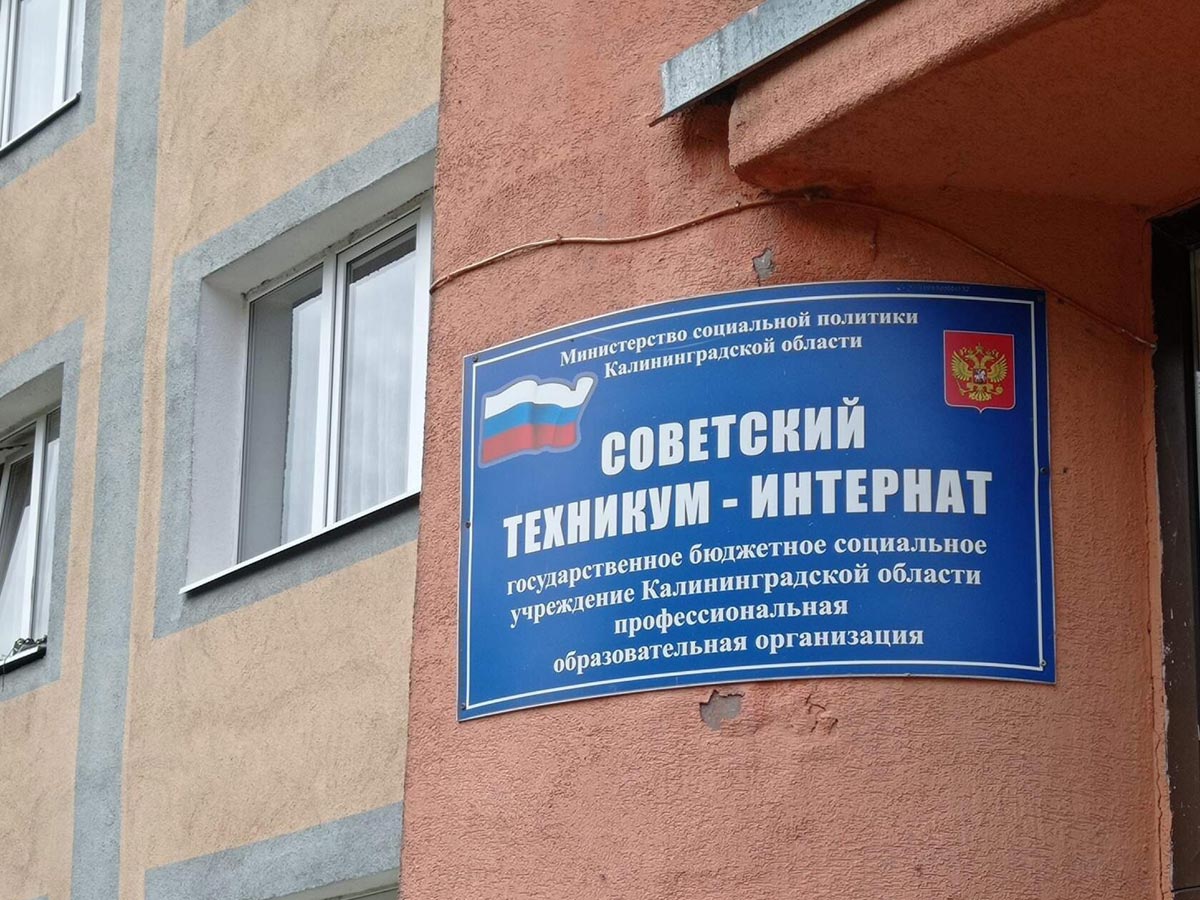 Министерство социальной политики
Калининградской области
СОВЕТСКИЙ
ТЕХНИКУМ - ИНТЕРНАТ
государственное бюджетное социальное
учреждение Калининградской области
профессиональная
образовательная организация